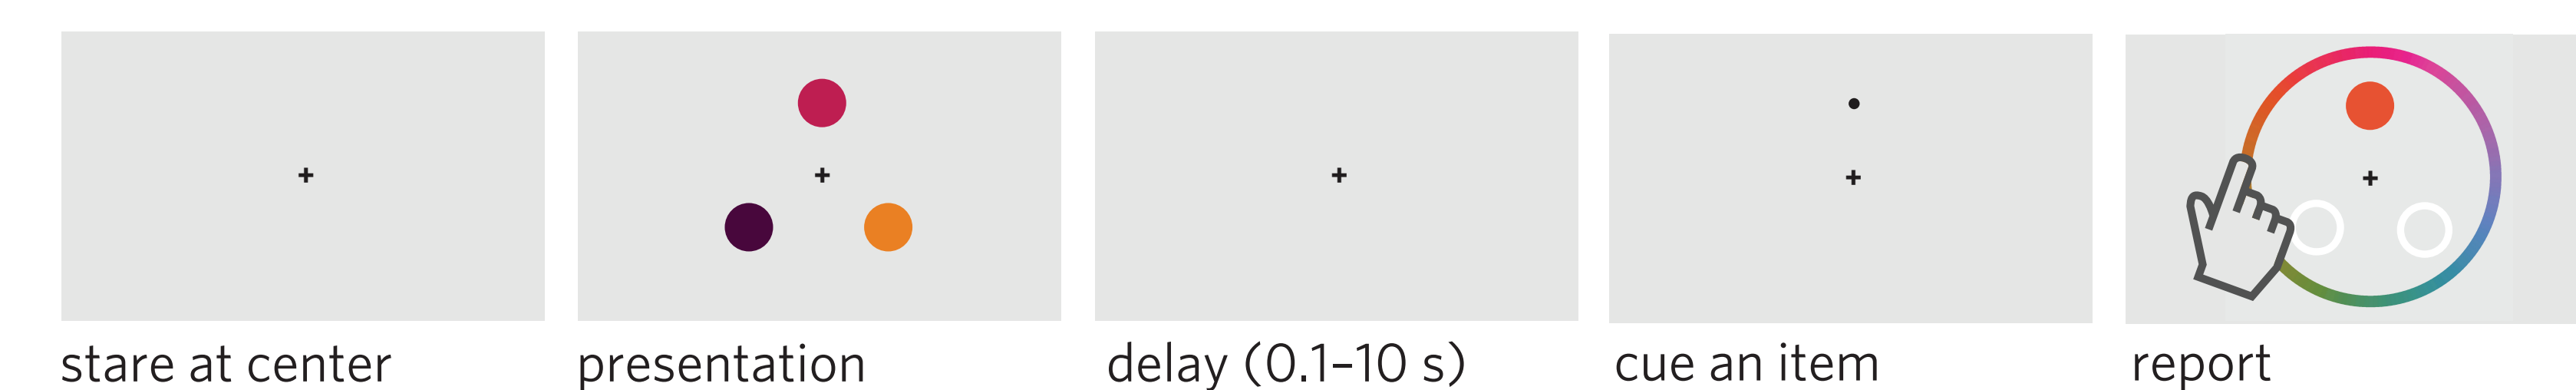 stare at center
presentation
delay (0.1–10 s)
cue an item
report